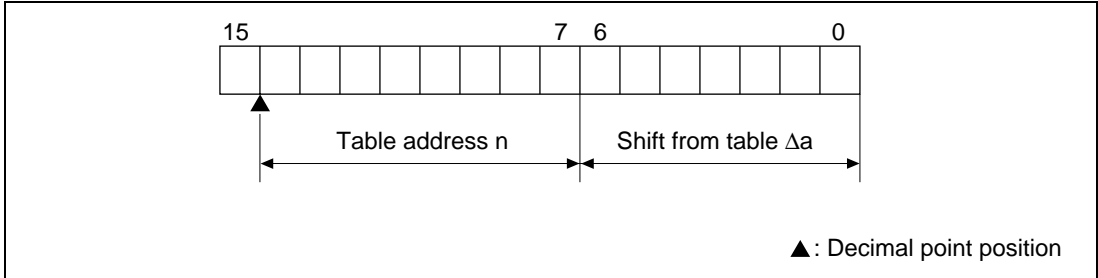 15 7 6 0
Table address n Shift from table Δa
▲: Decimal point position